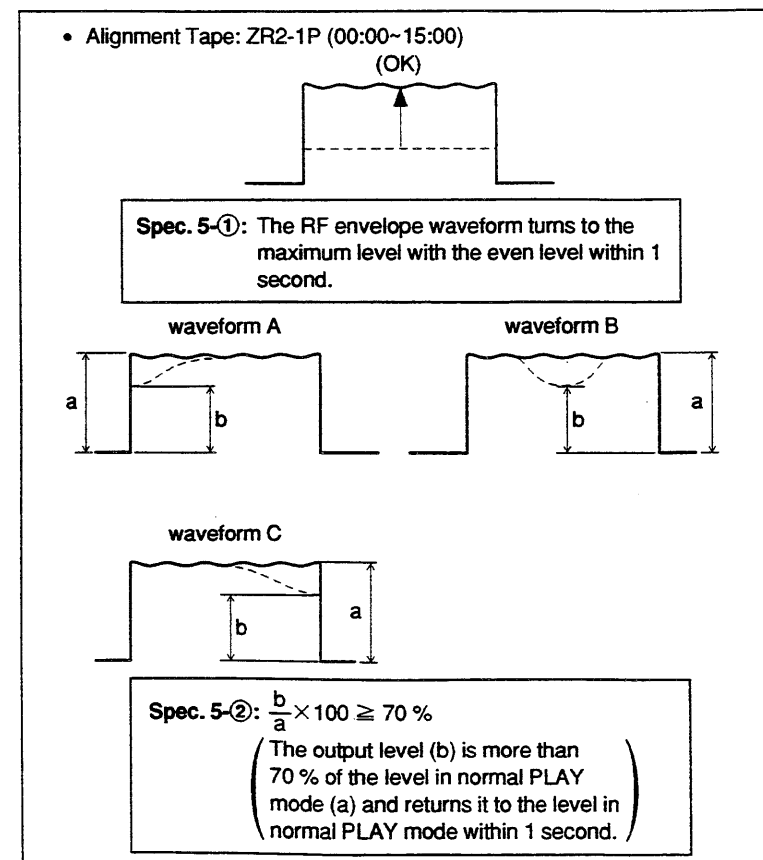 • Alignment Tape: ZR2-1P (00:00~15:00)
(OK)
Spec. 5-①: The RF envelope waveform turns to the
maximum level with the even level within 1
second.
waveform A
waveform B
a
b
b
a
waveform C
b
a
Spec. 5-②: b/a ×100 ≧ 70 %
(The output level (b) is more than
70 % of the level in normal PLAY
mode (a) and returns it to the level in
normal PLAY mode within 1 second.)